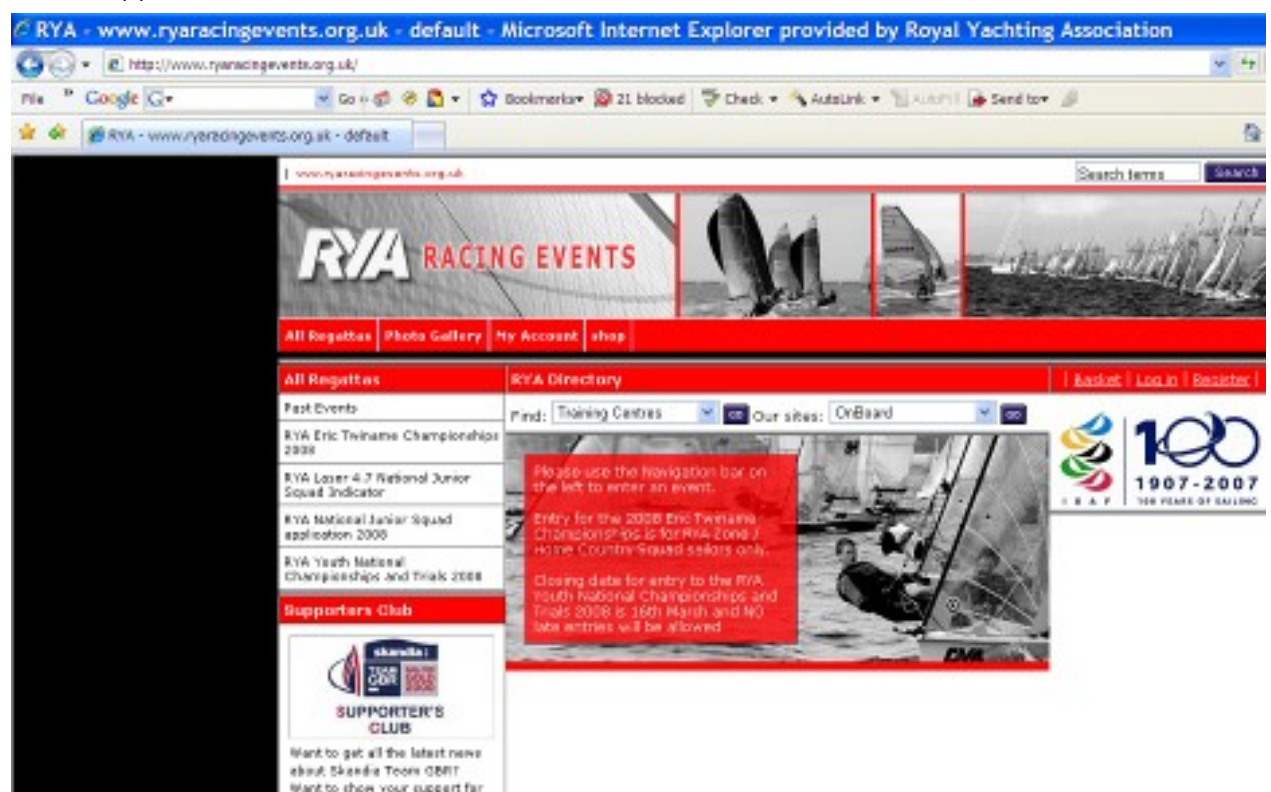 RYA - www.ryaracingevents.org.uk - default - Microsoft Internet Explorer provided by Royal Yachting Association
http://www.ryaracingevents.org.uk/
File » Google G Go Bookmarks 21 blocked Check AutoLink AutoFill Send to
RYA - www.ryaracingevents.org.uk - default
| www.ryaracingevents.org.uk Search terms Search
RYA RACING EVENTS
All Regattas Photo Gallery My Account shop
All Regattas RYA Directory | Basket | Log in | Register |
Past Events
Find: Training Centres GO Our sites: OnBoard GO
RYA Eric Twiname Championships
2008
RYA Laser 4.7 National Junior
Squad Indicator
RYA National Junior Squad
application 2008
RYA Youth National
Championships and Trials 2008
Please use the Navigation bar on
the left to enter an event.
Entry for the 2008 Eric Twiname
Championships is for RYA Zone /
Home Country Squad sailors only.
Closing date for entry to the RYA
Youth National Championships and
Trials 2008 is 16th March and NO
late entries will be allowed
RYA
ISAF
100
1907-2007
100 YEARS OF SAILING
Supporters Club
skandia
TEAM
GBR
SUPPORTER'S
CLUB
Want to get all the latest news
about Skandia Team GBR?
Want to show your support for